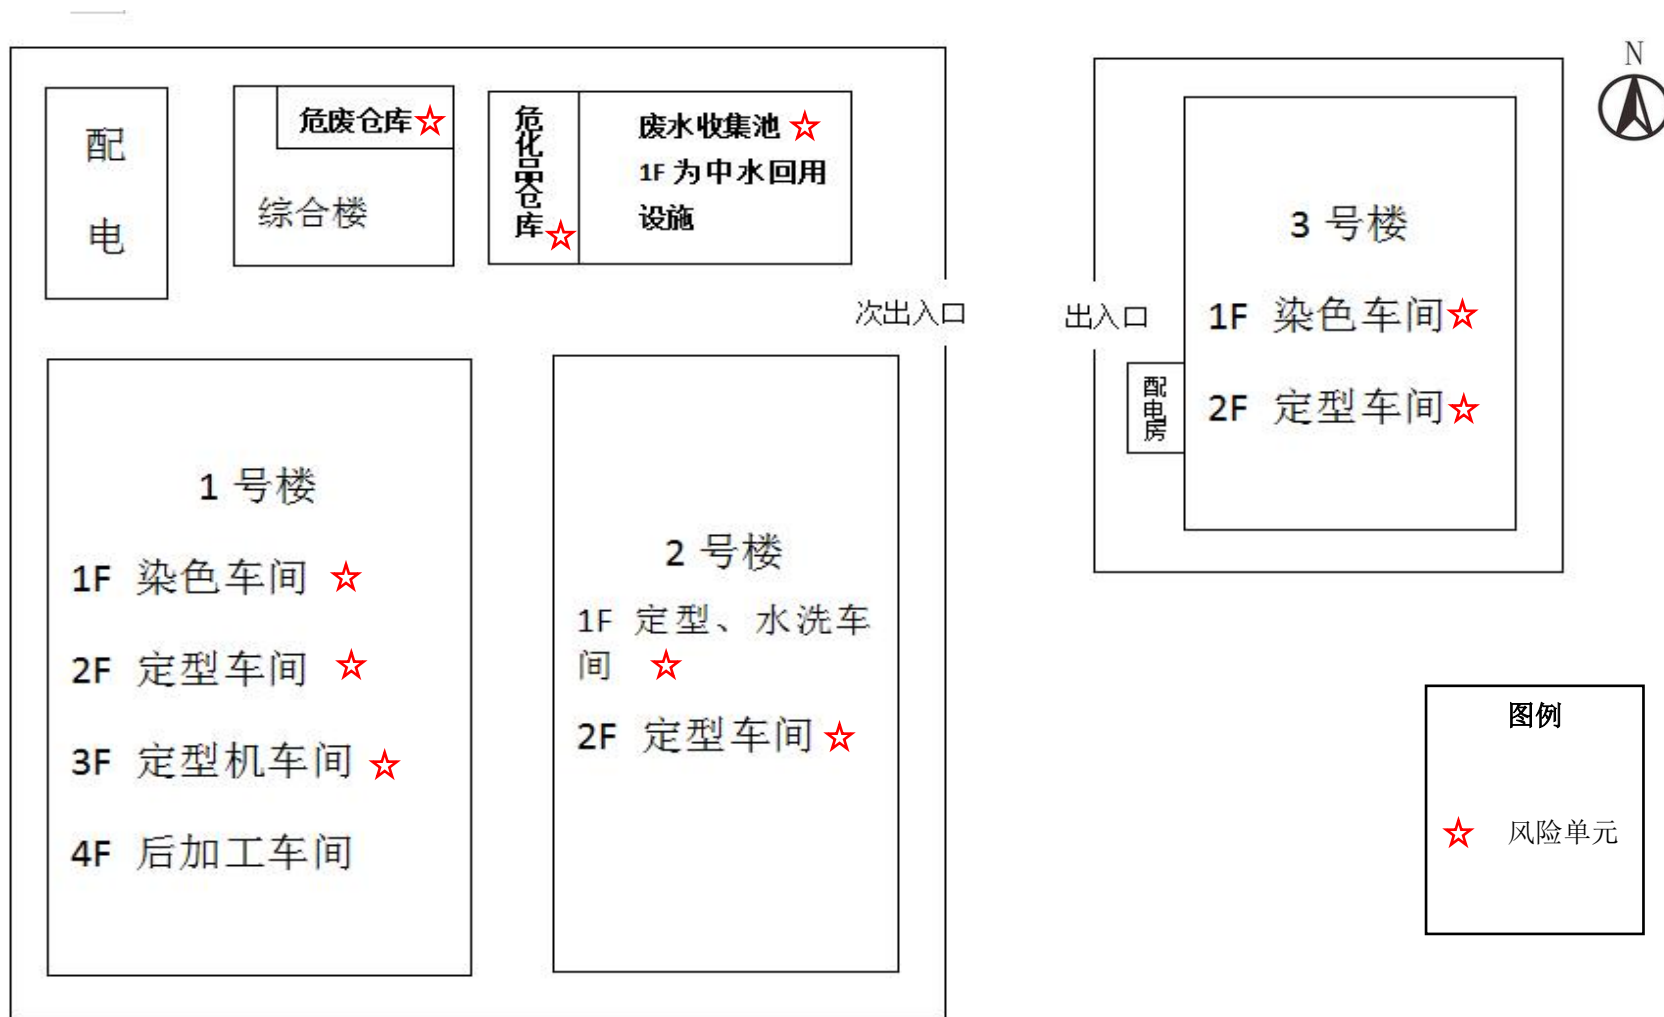 N
配
电
危废仓库
综合楼
危化品仓库
废水收集池
1F 为中水回用
设施
次出入口
出入口
3 号楼
1F 染色车间
2F 定型车间
配电房
1 号楼
1F 染色车间
2F 定型车间
3F 定型机车间
4F 后加工车间
2 号楼
1F 定型、水洗车
间
2F 定型车间
图例
风险单元